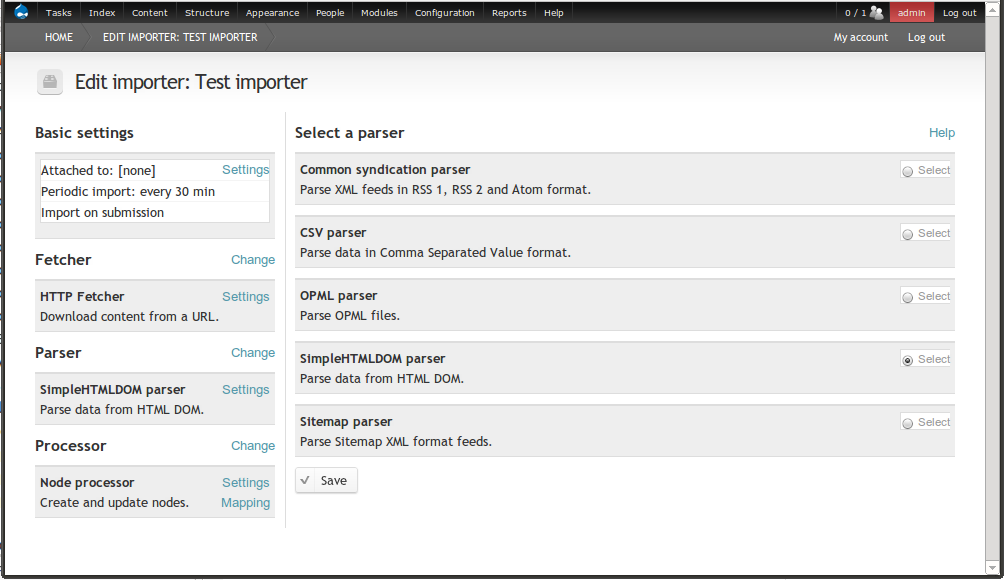 Tasks Index Content Structure Appearance People Modules Configuration Reports Help 0 / 1 admin Log out
HOME EDIT IMPORTER: TEST IMPORTER My account Log out
Edit importer: Test importer
Basic settings
Attached to: [none] Settings
Periodic import: every 30 min
Import on submission
Fetcher Change
HTTP Fetcher Settings
Download content from a URL.
Parser Change
SimpleHTMLDOM parser Settings
Parse data from HTML DOM.
Processor Change
Node processor Settings
Create and update nodes. Mapping
Select a parser Help
Common syndication parser Select
Parse XML feeds in RSS 1, RSS 2 and Atom format.
CSV parser Select
Parse data in Comma Separated Value format.
OPML parser Select
Parse OPML files.
SimpleHTMLDOM parser Select
Parse data from HTML DOM.
Sitemap parser Select
Parse Sitemap XML format feeds.
Save